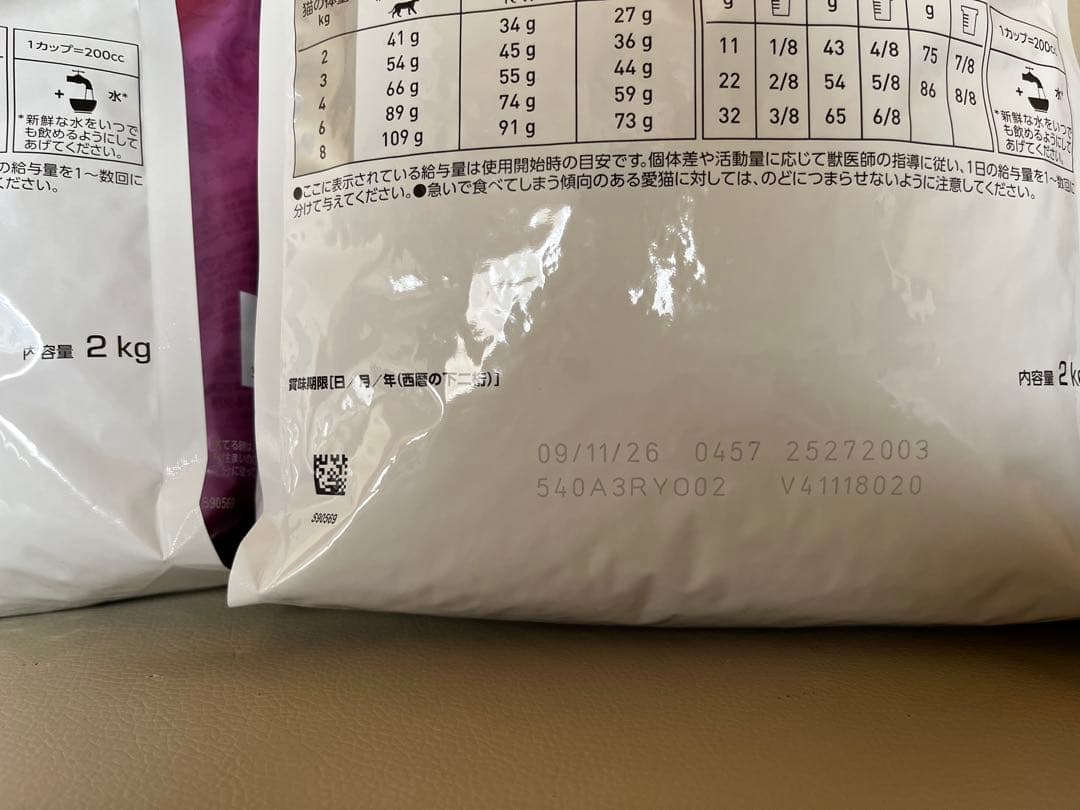 1カップ=200cc
+ 水*
*新鮮な水をいつで
も飲めるようにして
あげてください。
の給与量を1〜数回に
ください。
内容量 2 kg
S90569
猫の体重
kg
2 41 g 34 g 27 g
3 54 g 45 g 36 g
4 66 g 55 g 44 g
6 89 g 74 g 59 g
8 109 g 91 g 73 g
g g g
11 1/8 43 4/8 75 7/8
22 2/8 54 5/8 86 8/8
32 3/8 65 6/8
1カップ=200cc
+ 水*
*新鮮な水をいつで
も飲めるようにして
あげてください。
●ここに表示されている給与量は使用開始時の目安です。個体差や活動量に応じて獣医師の指導に従い、1日の給与量を1〜数回に
分けて与えてください。●急いで食べてしまう傾向のある愛猫に対しては、のどにつまらせないように注意してください。
賞味期限[日/月/年(西暦の下二桁)]
内容量 2 kg
09/11/26 0457 25272003
540A3RYO02 V41118020
S90569